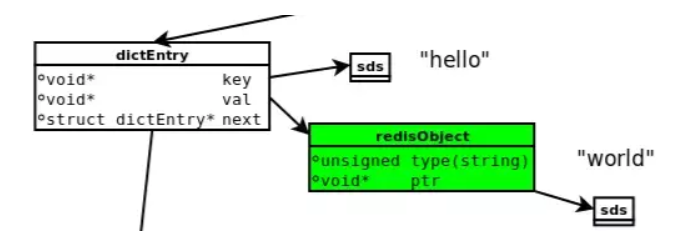 dictEntry
void* key
void* val
struct dictEntry* next
sds
"hello"
redisObject
unsigned type(string)
void* ptr
"world"
sds